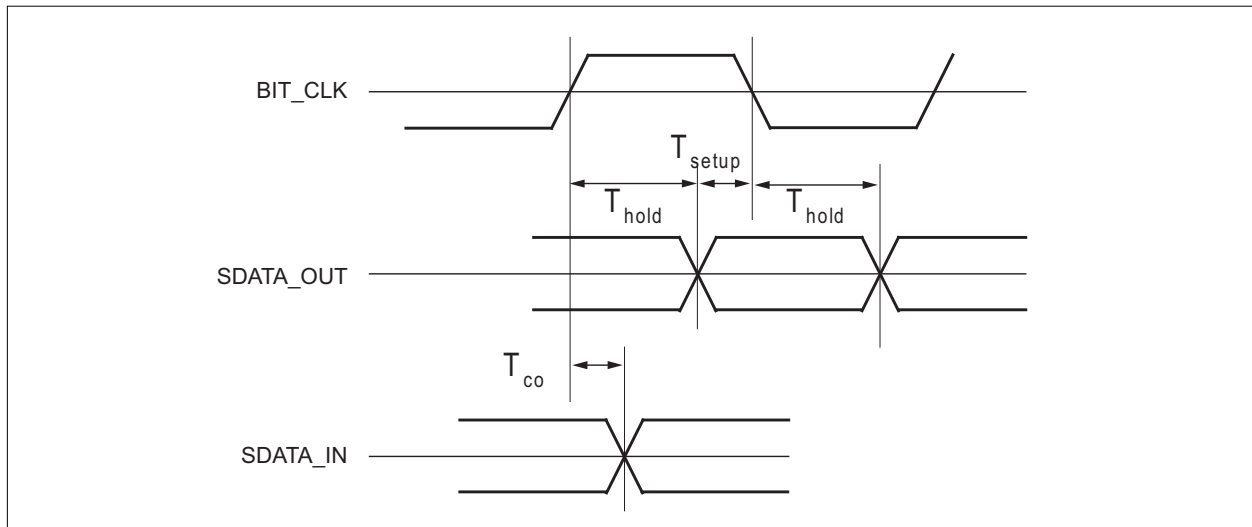 BIT_CLK
T setup
T hold
T hold
SDATA_OUT
T co
SDATA_IN